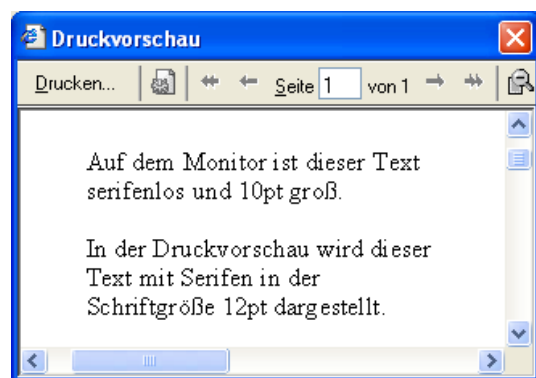 Druckvorschau
Drucken... Seite 1 von 1
Auf dem Monitor ist dieser Text
serifenlos und 10pt groß.
In der Druckvorschau wird dieser
Text mit Serifen in der
Schriftgröße 12pt dargestellt.